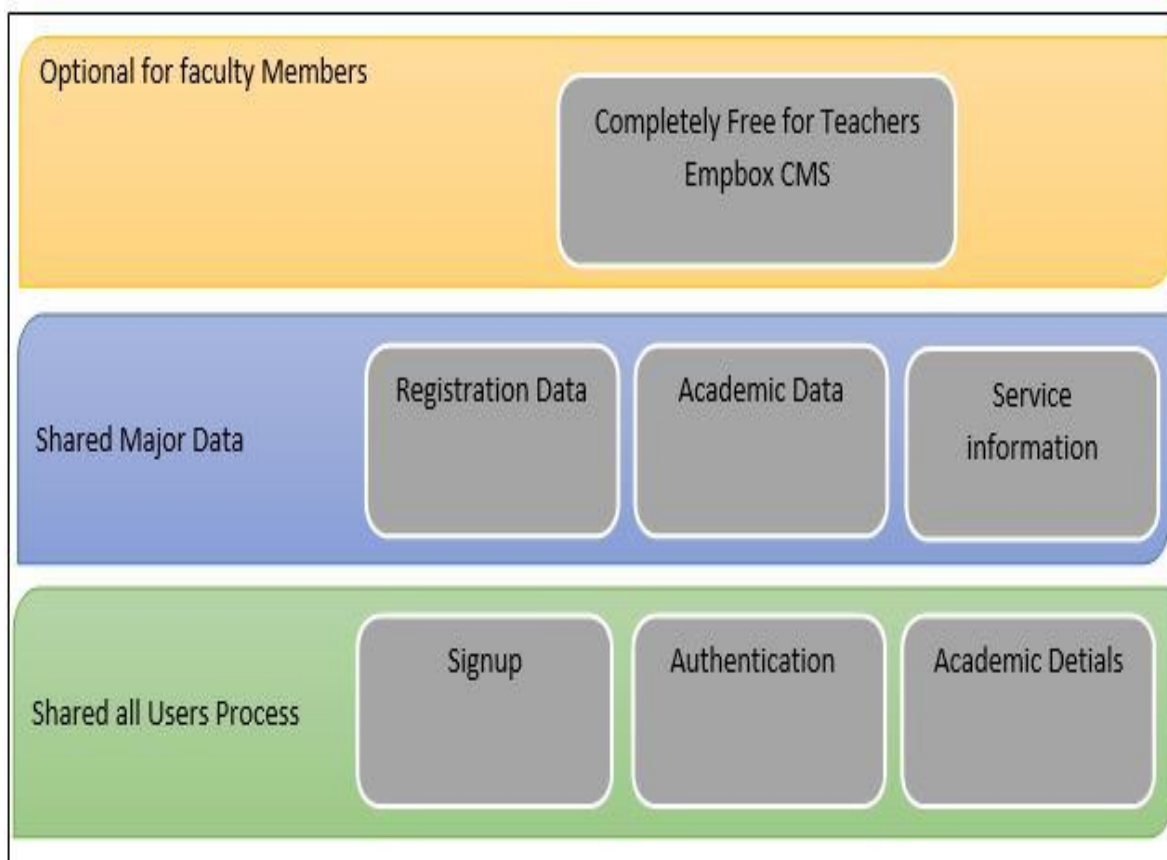 Optional for faculty Members
Completely Free for Teachers
Empbox CMS
Shared Major Data
Registration Data
Academic Data
Service
information
Shared all Users Process
Signup
Authentication
Academic Detials